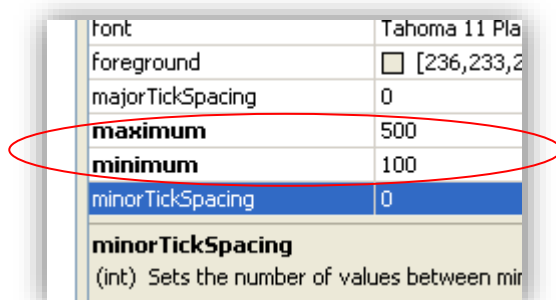 font Tahoma 11 Pla
foreground [236,233,2
majorTickSpacing 0
maximum 500
minimum 100
minorTickSpacing 0
minorTickSpacing
(int) Sets the number of values between